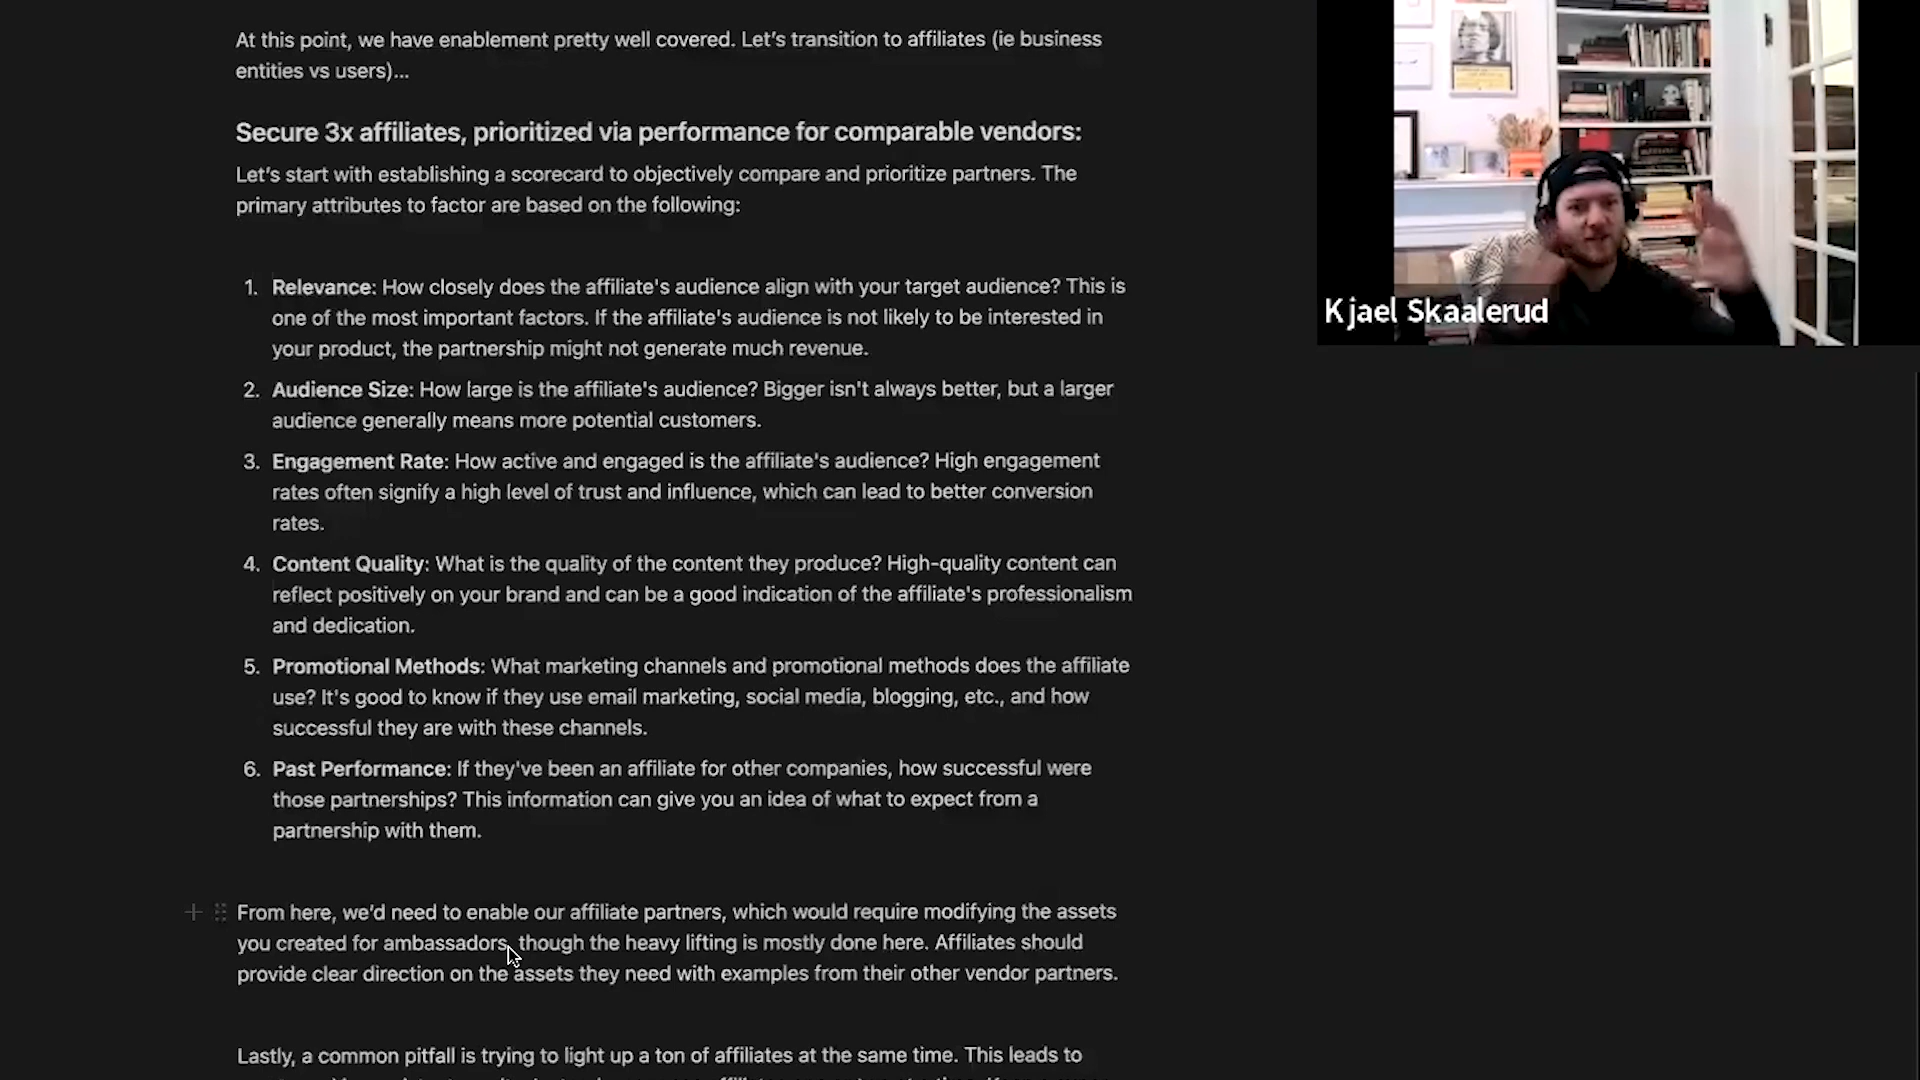 At this point, we have enablement pretty well covered. Let’s transition to affiliates (ie business
entities vs users)...
Secure 3x affiliates, prioritized via performance for comparable vendors:
Let’s start with establishing a scorecard to objectively compare and prioritize partners. The
primary attributes to factor are based on the following:
1. Relevance: How closely does the affiliate's audience align with your target audience? This is
one of the most important factors. If the affiliate's audience is not likely to be interested in
your product, the partnership might not generate much revenue.
2. Audience Size: How large is the affiliate's audience? Bigger isn't always better, but a larger
audience generally means more potential customers.
3. Engagement Rate: How active and engaged is the affiliate's audience? High engagement
rates often signify a high level of trust and influence, which can lead to better conversion
rates.
4. Content Quality: What is the quality of the content they produce? High-quality content can
reflect positively on your brand and can be a good indication of the affiliate's professionalism
and dedication.
5. Promotional Methods: What marketing channels and promotional methods does the affiliate
use? It's good to know if they use email marketing, social media, blogging, etc., and how
successful they are with these channels.
6. Past Performance: If they've been an affiliate for other companies, how successful were
those partnerships? This information can give you an idea of what to expect from a
partnership with them.
From here, we’d need to enable our affiliate partners, which would require modifying the assets
you created for ambassadors, though the heavy lifting is mostly done here. Affiliates should
provide clear direction on the assets they need with examples from their other vendor partners.
Lastly, a common pitfall is trying to light up a ton of affiliates at the same time. This leads to
Kjael Skaalerud